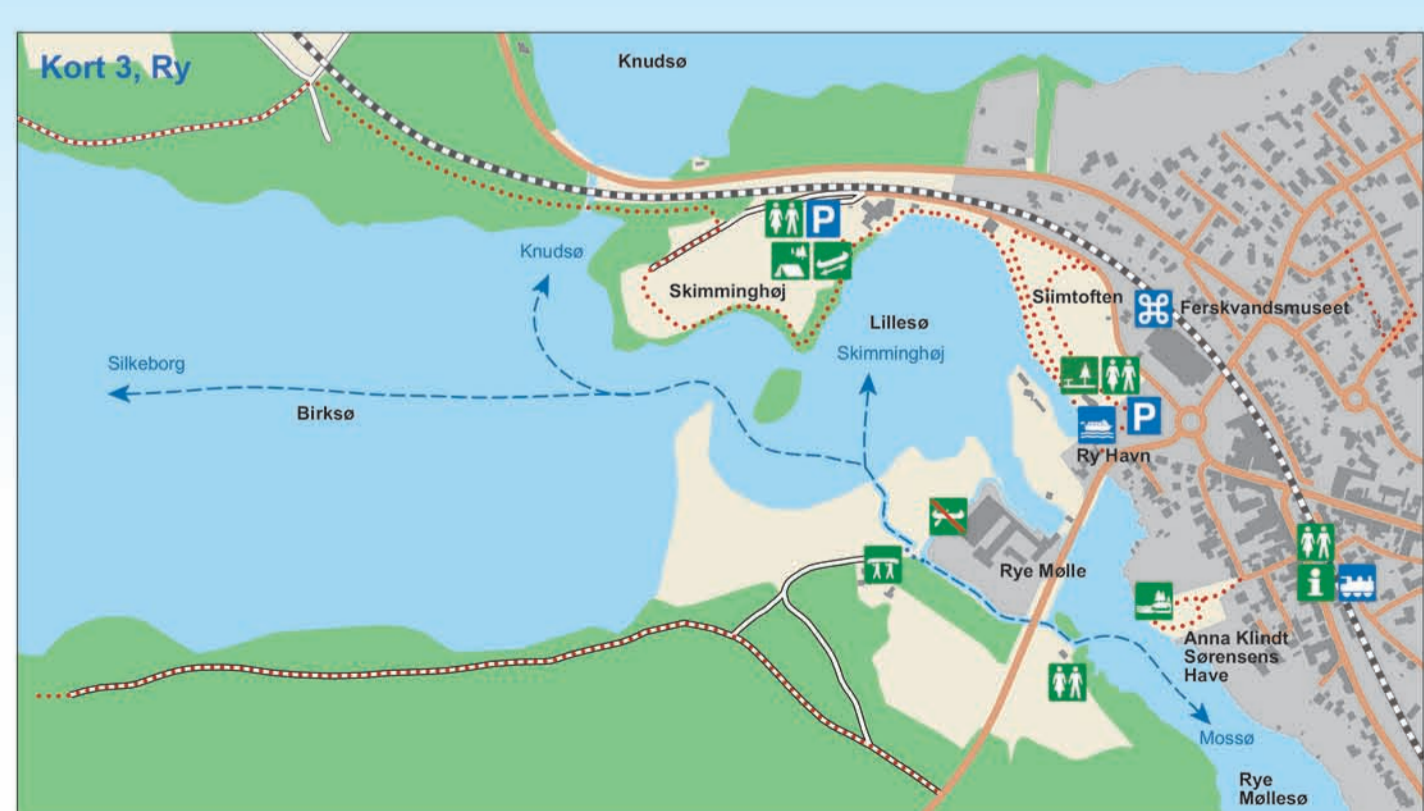 Kort 3, Ry
Knudsø
Knudsø
P
Skimminghøj
Siimtoften
Ferskvandsmuseet
Lillesø
Skimminghøj
Silkeborg
Birksø
P
Ry Havn
Rye Mølle
i
Anna Klindt
Sørensens
Have
Mossø
Rye
Møllesø